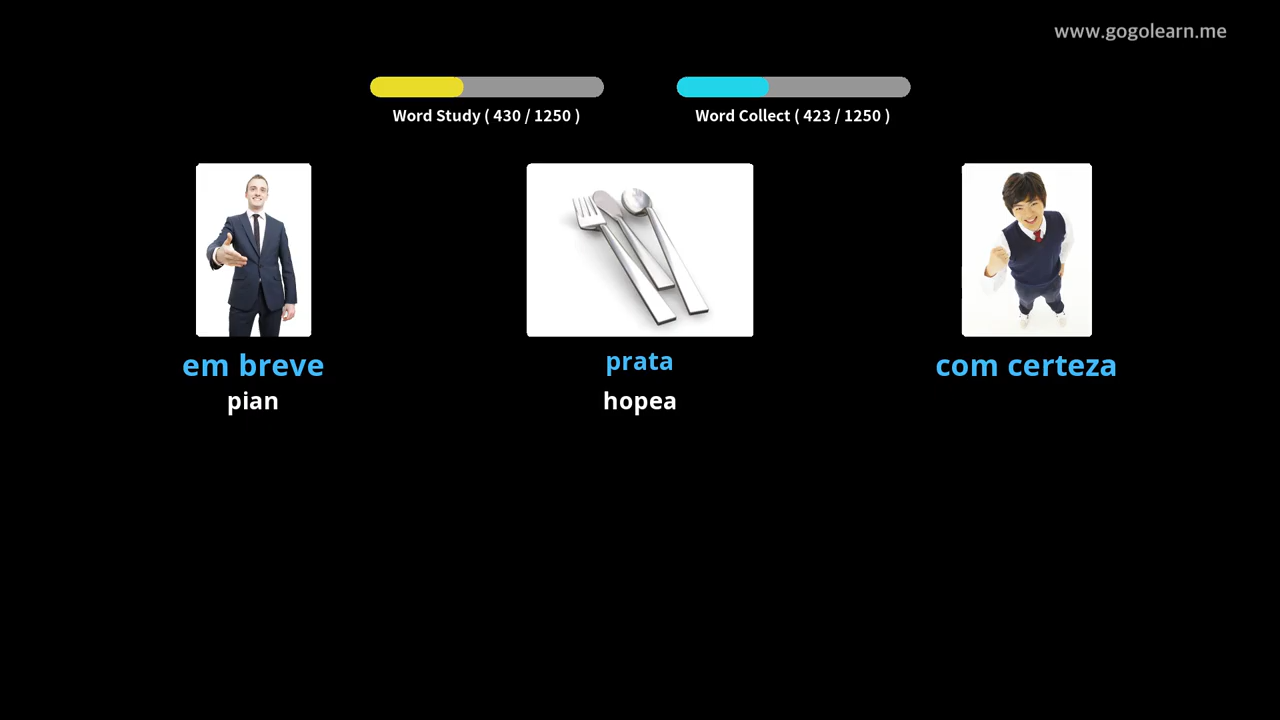 www.gogolearn.me
Word Study ( 430 / 1250 )
Word Collect ( 423 / 1250 )
em breve
pian
prata
hopea
com certeza